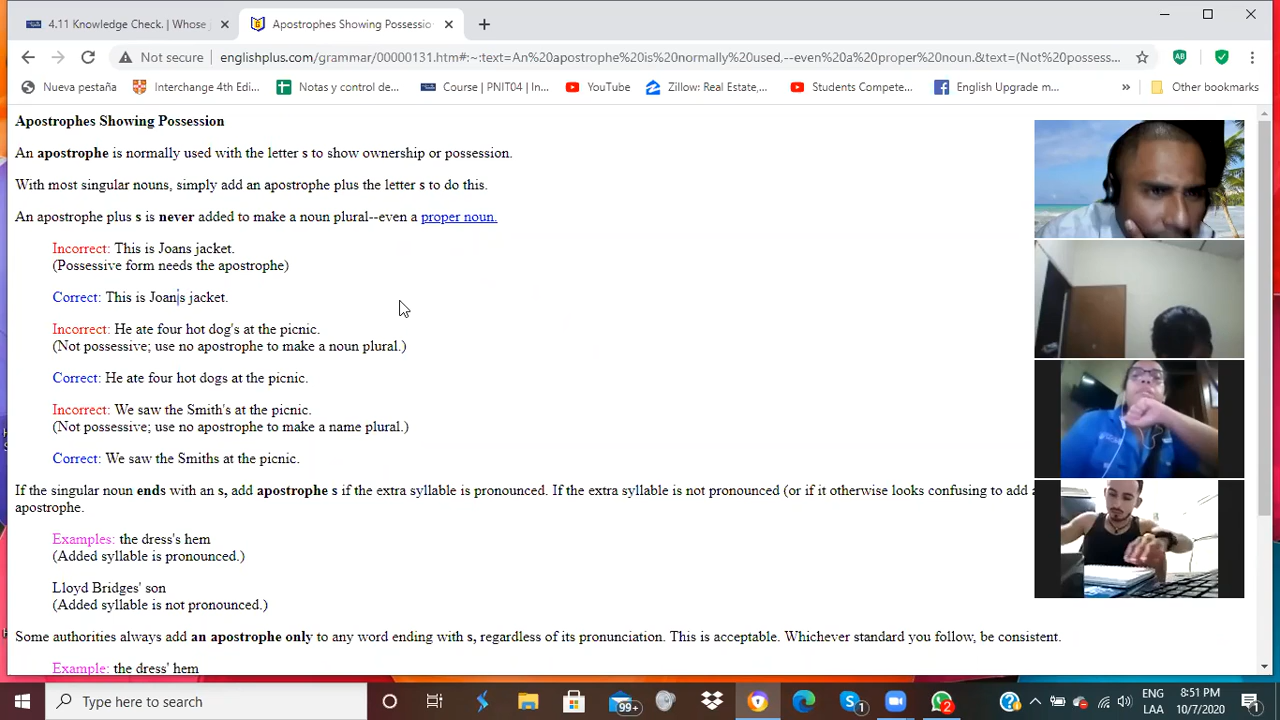 4.11 Knowledge Check. | Whose j
Apostrophes Showing Possessio
Not secure
englishplus.com/grammar/00000131.htm#:~:text=An%20apostrophe%20is%20normally%20used,--even%20a%20proper%20noun.&text=(Not%20possess...
Nueva pestaña
Interchange 4th Edi...
Notas y control de...
Course | PNIT04 | In...
YouTube
Zillow: Real Estate,...
Students Compete...
English Upgrade m...
»
Other bookmarks
Apostrophes Showing Possession
An apostrophe is normally used with the letter s to show ownership or possession.
With most singular nouns, simply add an apostrophe plus the letter s to do this.
An apostrophe plus s is never added to make a noun plural--even a proper noun.
Incorrect: This is Joans jacket.
(Possessive form needs the apostrophe)
Correct: This is Joan's jacket.
Incorrect: He ate four hot dog's at the picnic.
(Not possessive; use no apostrophe to make a noun plural.)
Correct: He ate four hot dogs at the picnic.
Incorrect: We saw the Smith's at the picnic.
(Not possessive; use no apostrophe to make a name plural.)
Correct: We saw the Smiths at the picnic.
If the singular noun ends with an s, add apostrophe s if the extra syllable is pronounced. If the extra syllable is not pronounced (or if it otherwise looks confusing to add
apostrophe.
Examples: the dress's hem
(Added syllable is pronounced.)
Lloyd Bridges' son
(Added syllable is not pronounced.)
Some authorities always add an apostrophe only to any word ending with s, regardless of its pronunciation. This is acceptable. Whichever standard you follow, be consistent.
Example: the dress' hem
Type here to search
99+
1
2
ENG
LAA
8:51 PM
10/7/2020
1